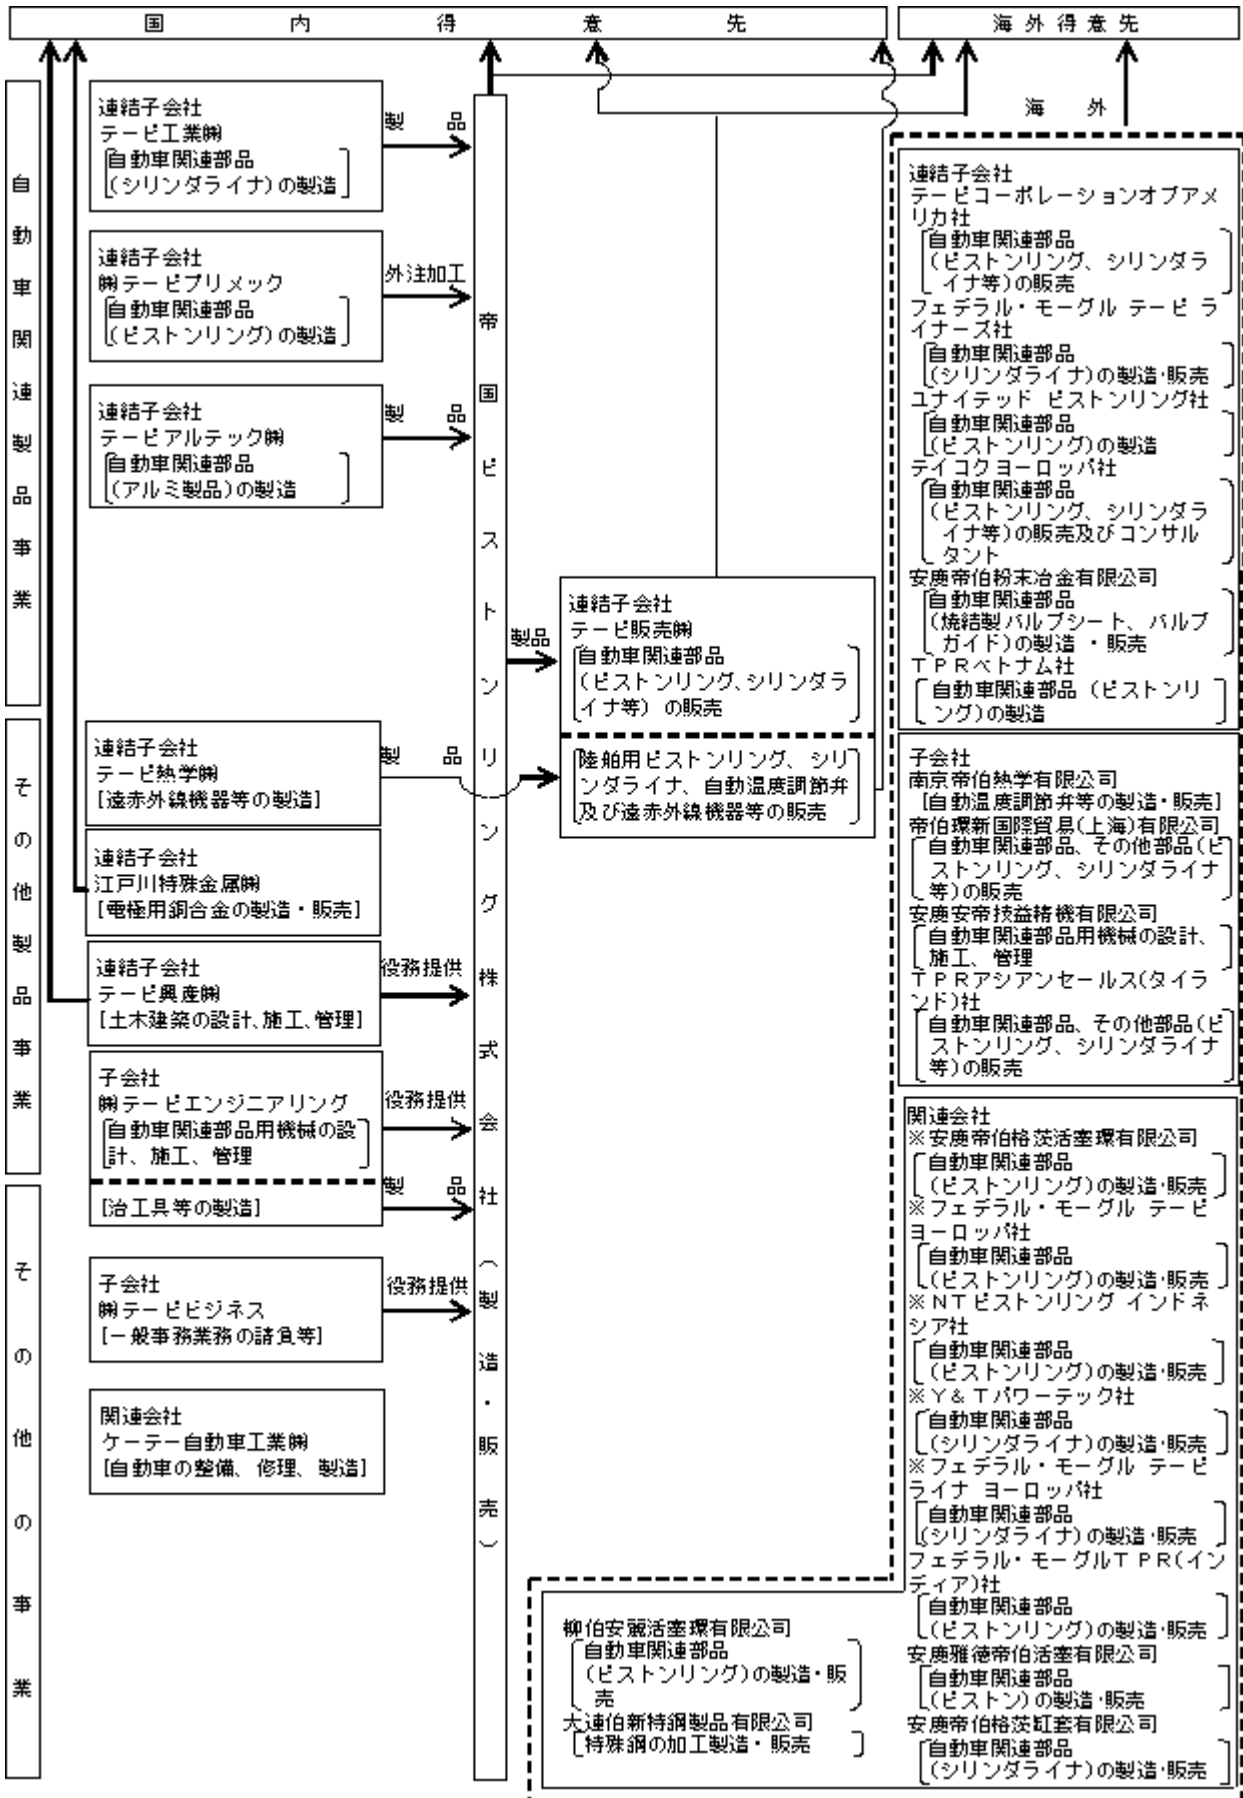 国内得意先
海外得意先
海外
自動車関連製品事業
連結子会社
テーピ工業㈱
自動車関連部品
(シリンダライナ)の製造
製品
連結子会社
㈱テーピプリメック
自動車関連部品
(ピストンリング)の製造
外注加工
連結子会社
テーピアルテック㈱
自動車関連部品
(アルミ製品)の製造
製品
その他製品事業
連結子会社
テーピ熱学㈱
[遠赤外線機器等の製造]
製品
連結子会社
江戸川特殊金属㈱
[電極用銅合金の製造・販売]
連結子会社
テーピ興産㈱
[土木建築の設計、施工、管理]
役務提供
子会社
㈱テーピエンジニアリング
自動車関連部品用機械の設
計、施工、管理
役務提供
その他の事業
[治工具等の製造]
製品
子会社
㈱テーピビジネス
[一般事務業務の請負等]
役務提供
関連会社
ケーテー自動車工業㈱
[自動車の整備、修理、製造]
帝国ピストンリング株式会社(製造・販売)
製品
連結子会社
テーピ販売㈱
自動車関連部品
(ピストンリング、シリンダラ
イナ等) の販売
陸舶用ピストンリング、シリ
ンダライナ、自動温度調節弁
及び遠赤外線機器等の販売
連結子会社
テーピコーポレーションオブアメ
リカ社
自動車関連部品
(ピストンリング、シリンダラ
イナ等)の販売
フェデラル・モーグル テーピ ラ
イナーズ社
自動車関連部品
(シリンダライナ)の製造・販売
ユナイテッド ピストンリング社
自動車関連部品
(ピストンリング)の製造
テイコクヨーロッパ社
自動車関連部品
(ピストンリング、シリンダラ
イナ等)の販売及びコンサル
タント
安慶帝伯粉末冶金有限公司
自動車関連部品
(焼結製バルブシート、バルブ
ガイド)の製造 ・ 販売
TPRベトナム社
自動車関連部品 (ピストンリ
ング)の製造
子会社
南京帝伯熱学有限公司
[自動温度調節弁等の製造・販売]
帝伯環新国際貿易(上海)有限公司
自動車関連部品、その他部品(ピ
ストンリング、シリンダライナ
等)の販売
安慶安帝技益精機有限公司
自動車関連部品用機械の設計、
施工、管理
TPRアシアンセールス(タイラ
ンド)社
自動車関連部品、その他部品(ピ
ストンリング、シリンダライナ
等)の販売
関連会社
※安慶帝伯格茨活塞環有限公司
自動車関連部品
(ピストンリング)の製造・販売
※フェデラル・モーグル テーピ
ヨーロッパ社
自動車関連部品
(ピストンリング)の製造・販売
※NTピストンリング インドネ
シア社
自動車関連部品
(ピストンリング)の製造・販売
※Y&Tパワーテック社
自動車関連部品
(シリンダライナ)の製造・販売
※フェデラル・モーグル テーピ
ライナ ヨーロッパ社
自動車関連部品
(シリンダライナ)の製造・販売
フェデラル・モーグルTPR(イン
ディア)社
自動車関連部品
(ピストンリング)の製造・販売
安慶雅徳帝伯活塞有限公司
自動車関連部品
(ピストン)の製造・販売
安慶帝伯格茨缸套有限公司
自動車関連部品
(シリンダライナ)の製造・販売
柳伯安麗活塞環有限公司
自動車関連部品
(ピストンリング)の製造・販
売
大連伯新特鋼製品有限公司
特殊鋼の加工製造・ 販売